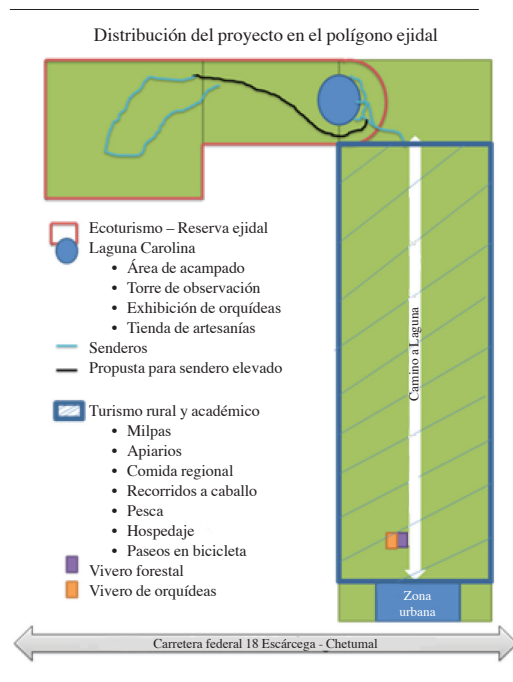 Distribución del proyecto en el polígono ejidal
Ecoturismo – Reserva ejidal
Laguna Carolina
• Área de acampado
• Torre de observación
• Exhibición de orquídeas
• Tienda de artesanías
Senderos
Propusta para sendero elevado
Turismo rural y académico
• Milpas
• Apiarios
• Comida regional
• Recorridos a caballo
• Pesca
• Hospedaje
• Paseos en bicicleta
Vivero forestal
Vivero de orquídeas
Camino a Laguna
Zona
urbana
Carretera federal 18 Escárcega - Chetumal